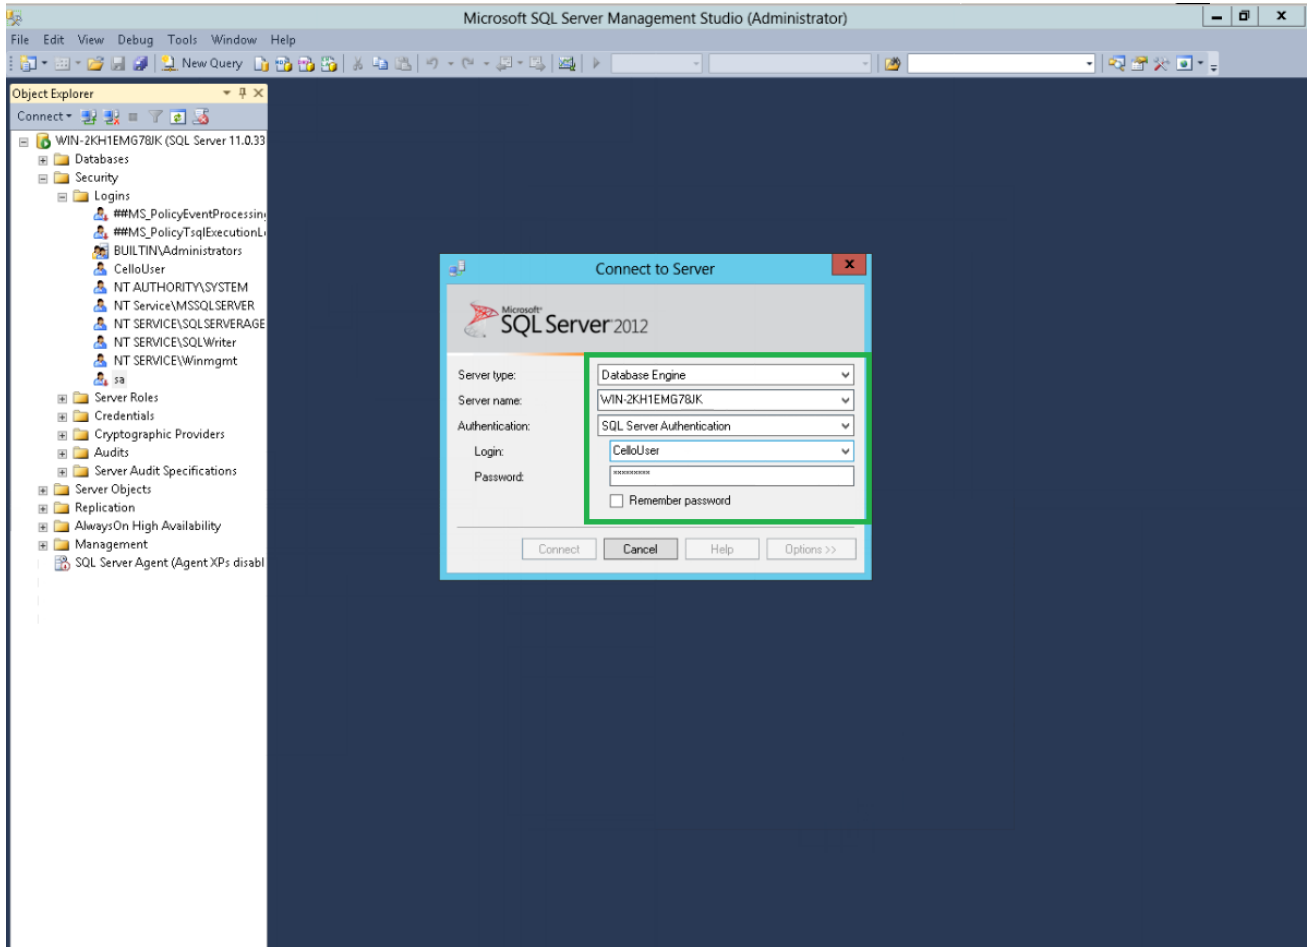 Microsoft SQL Server Management Studio (Administrator)
File Edit View Debug Tools Window Help
New Query
Object Explorer
Connect
WIN-2KH1EMG78JK (SQL Server 11.0.33
Databases
Security
Logins
##MS_PolicyEventProcessing
##MS_PolicyTsqlExecutionL
BUILTIN\Administrators
CelloUser
NT AUTHORITY\SYSTEM
NT Service\MSSQLSERVER
NT SERVICE\SQLSERVERAGE
NT SERVICE\SQLWriter
NT SERVICE\Winmgmt
sa
Server Roles
Credentials
Cryptographic Providers
Audits
Server Audit Specifications
Server Objects
Replication
AlwaysOn High Availability
Management
SQL Server Agent (Agent XPs disabl
Connect to Server
Microsoft
SQL Server 2012
Server type: Database Engine
Server name: WIN-2KH1EMG78JK
Authentication: SQL Server Authentication
Login: CelloUser
Password: xxxxxxxxx
Remember password
Connect Cancel Help Options >>